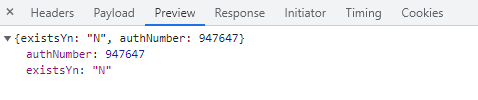 × Headers Payload Preview Response Initiator Timing Cookies
▼{existsYn: "N", authNumber: 947647}
authNumber: 947647
existsYn: "N"